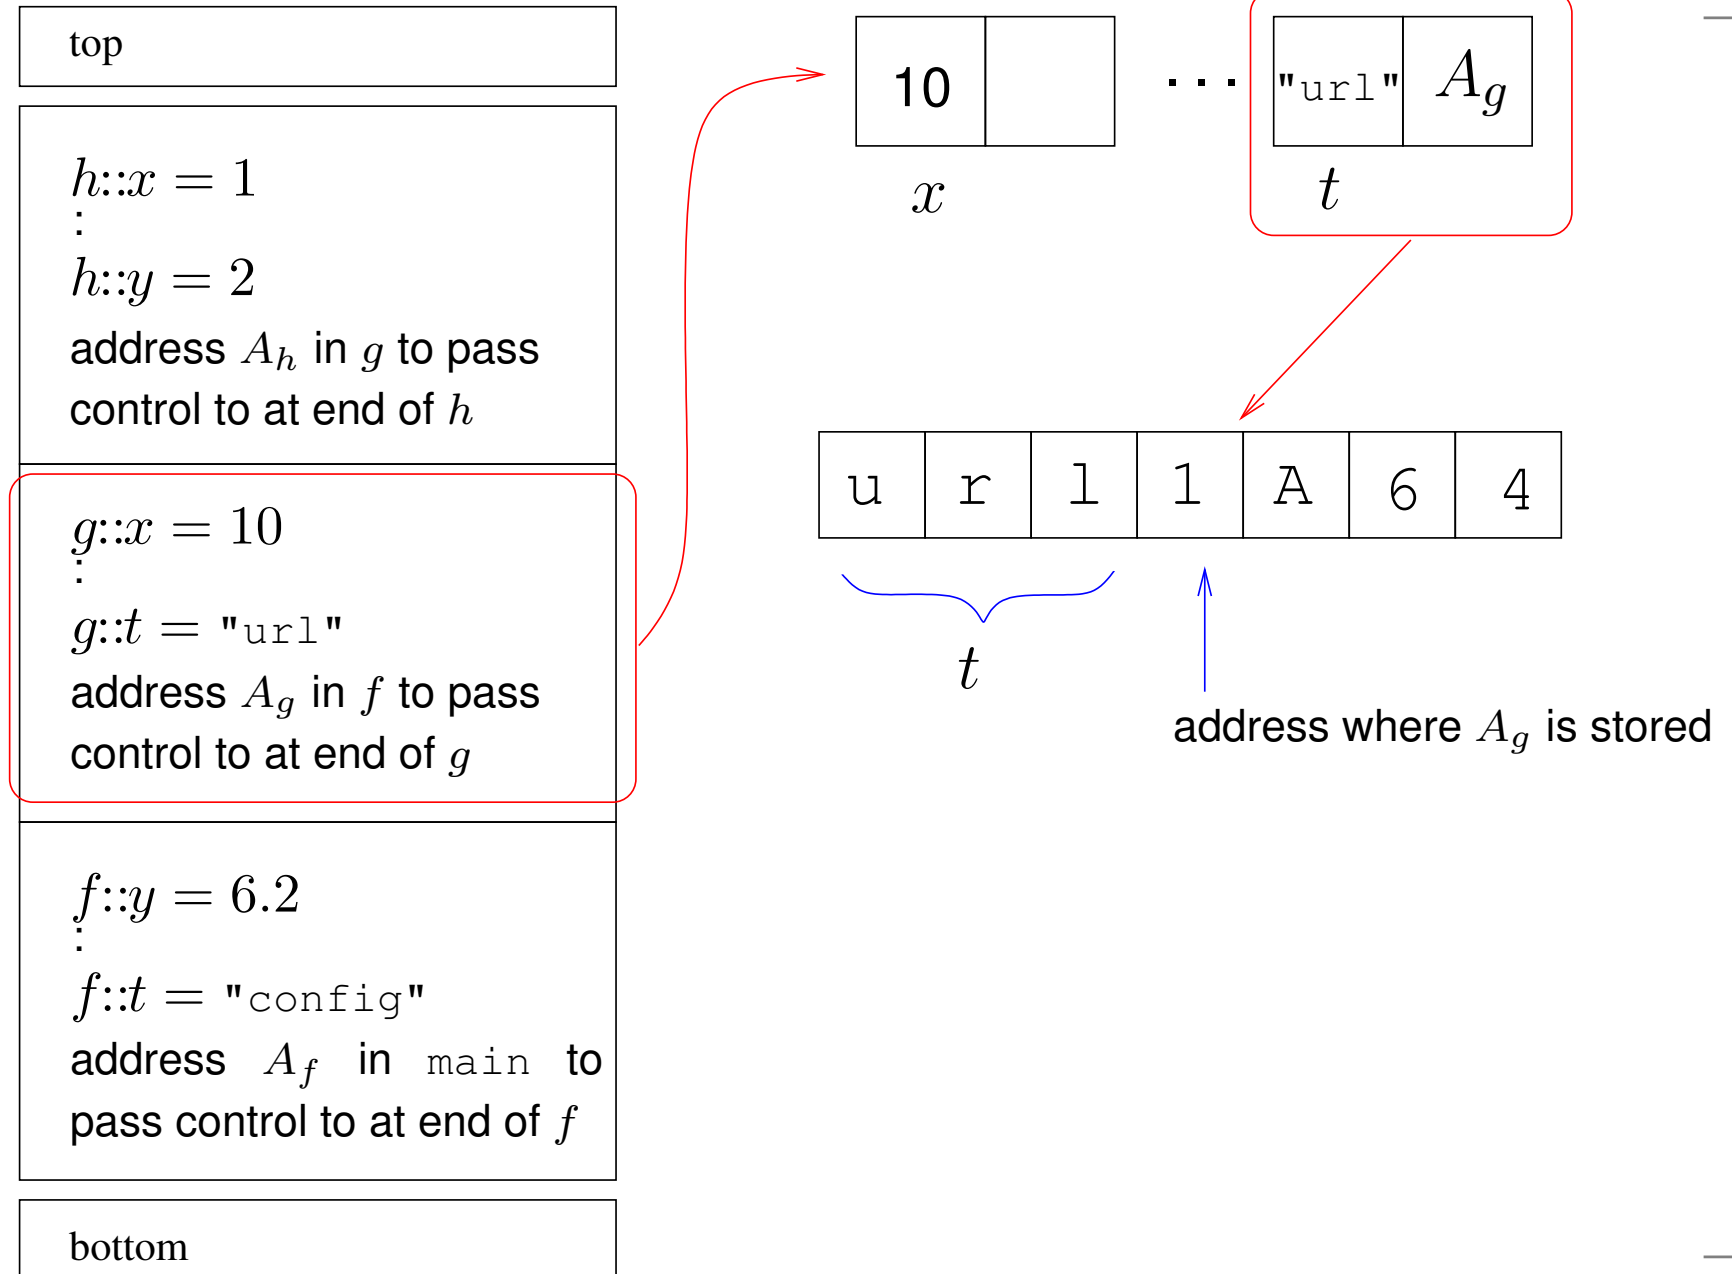 top
h::x = 1
⋮
h::y = 2
address A_h in g to pass
control to at end of h
g::x = 10
⋮
g::t = "url"
address A_g in f to pass
control to at end of g
f::y = 6.2
⋮
f::t = "config"
address A_f in main to
pass control to at end of f
bottom
10 ··· "url" A_g
x t
u r l 1 A 6 4
t
address where A_g is stored